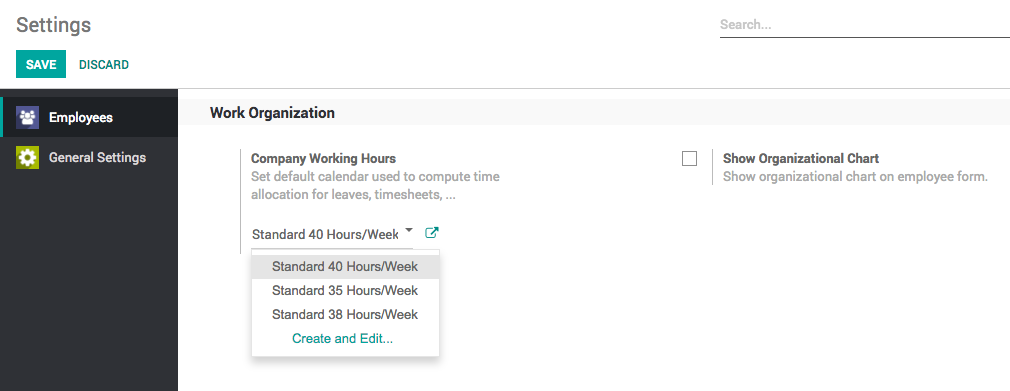 Settings
Search...
SAVE DISCARD
Employees
General Settings
Work Organization
Company Working Hours
Set default calendar used to compute time
allocation for leaves, timesheets, ...
Standard 40 Hours/Week
Standard 40 Hours/Week
Standard 35 Hours/Week
Standard 38 Hours/Week
Create and Edit...
Show Organizational Chart
Show organizational chart on employee form.